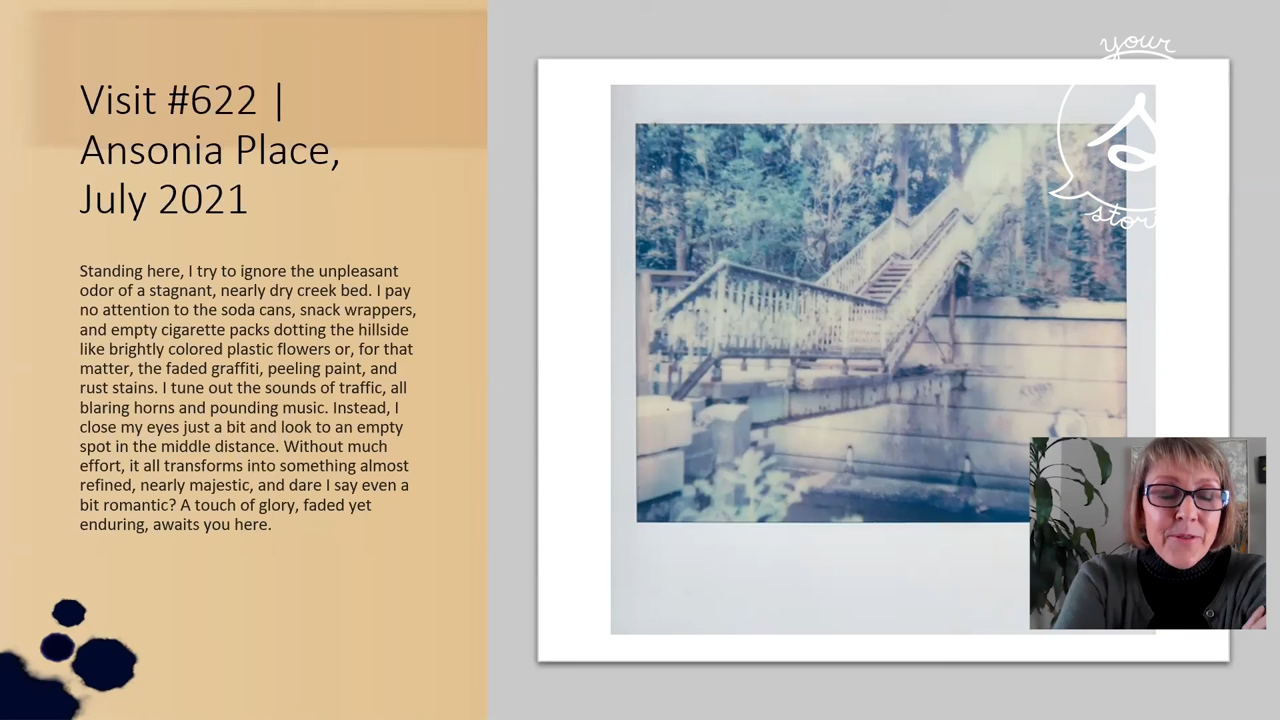 Visit #622 |
Ansonia Place,
July 2021
Standing here, I try to ignore the unpleasant
odor of a stagnant, nearly dry creek bed. I pay
no attention to the soda cans, snack wrappers,
and empty cigarette packs dotting the hillside
like brightly colored plastic flowers or, for that
matter, the faded graffiti, peeling paint, and
rust stains. I tune out the sounds of traffic, all
blaring horns and pounding music. Instead, I
close my eyes just a bit and look to an empty
spot in the middle distance. Without much
effort, it all transforms into something almost
refined, nearly majestic, and dare I say even a
bit romantic? A touch of glory, faded yet
enduring, awaits you here.
your